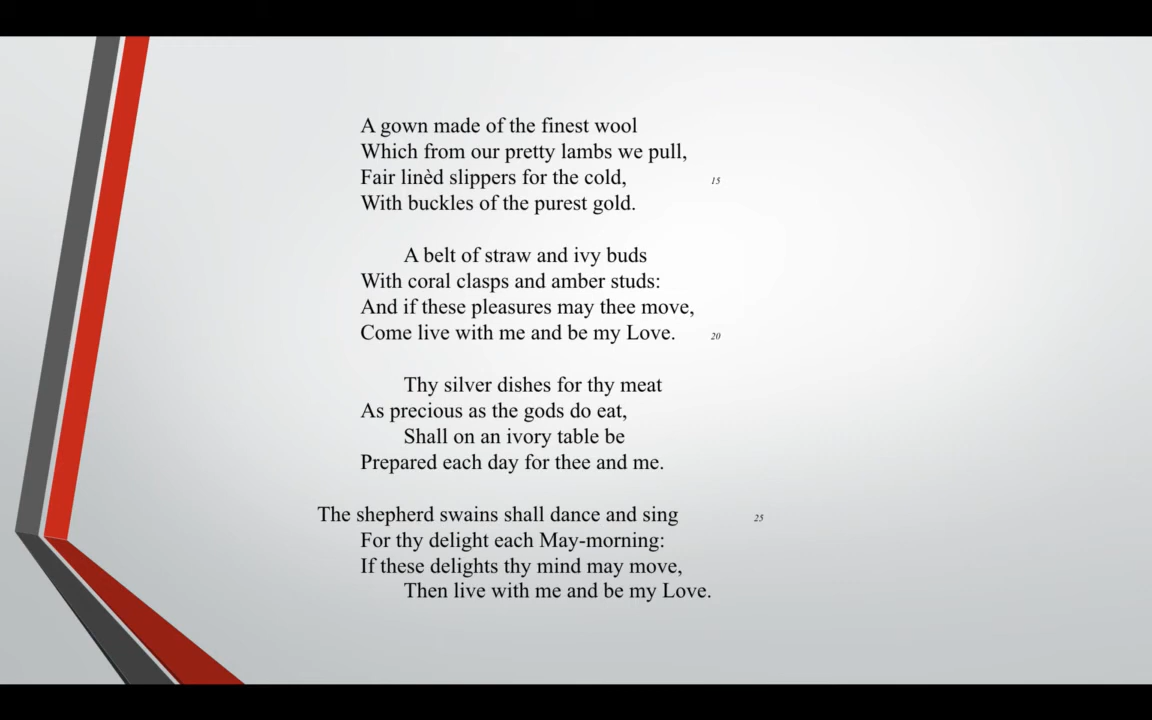 A gown made of the finest wool
Which from our pretty lambs we pull,
Fair linèd slippers for the cold, 15
With buckles of the purest gold.
A belt of straw and ivy buds
With coral clasps and amber studs:
And if these pleasures may thee move,
Come live with me and be my Love. 20
Thy silver dishes for thy meat
As precious as the gods do eat,
Shall on an ivory table be
Prepared each day for thee and me.
The shepherd swains shall dance and sing 25
For thy delight each May-morning:
If these delights thy mind may move,
Then live with me and be my Love.